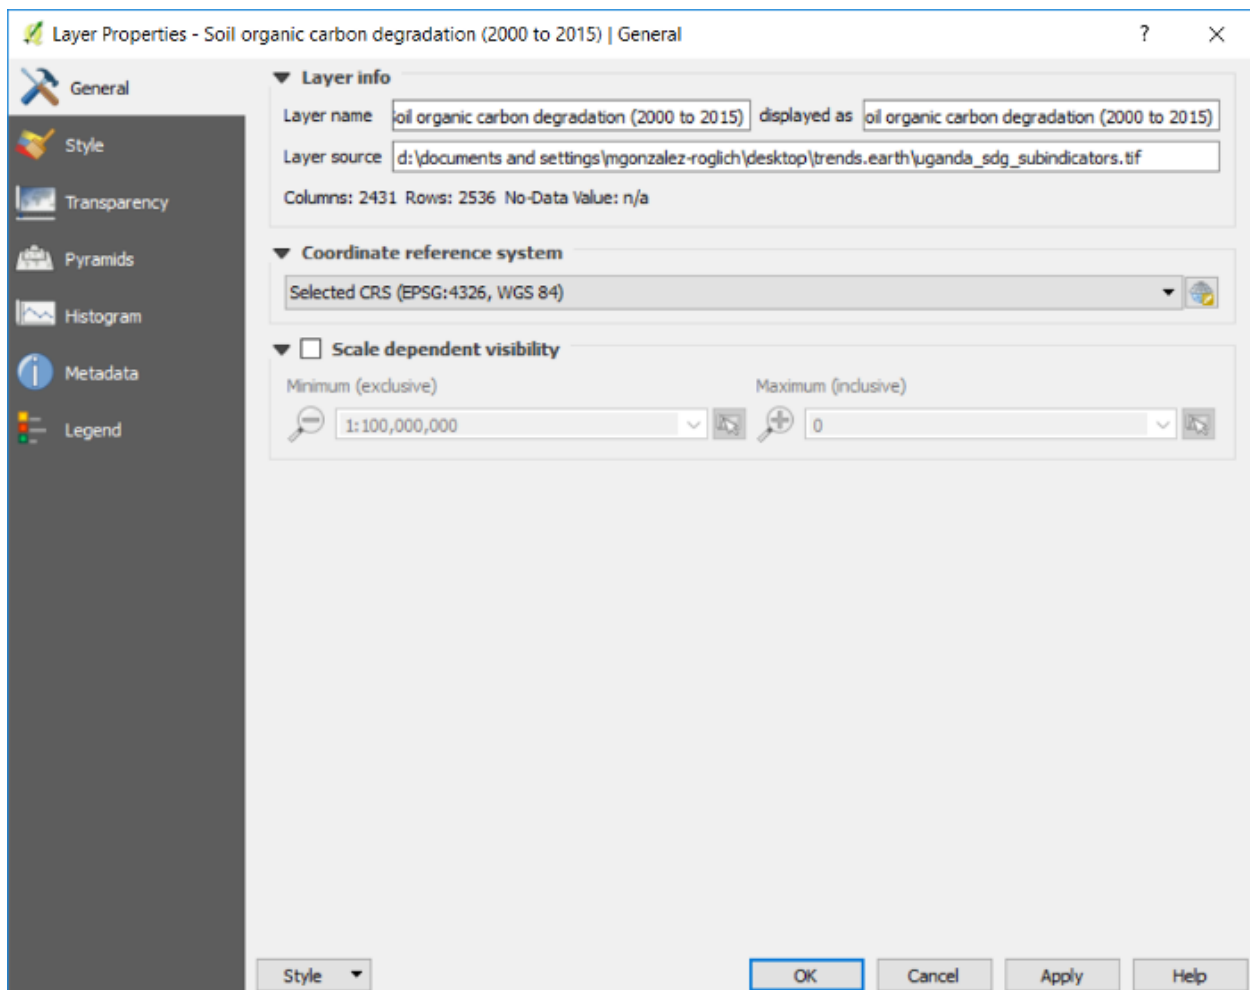 Layer Properties - Soil organic carbon degradation (2000 to 2015) | General ?
General
Style
Transparency
Pyramids
Histogram
Metadata
Legend
Layer info
Layer name oil organic carbon degradation (2000 to 2015) displayed as oil organic carbon degradation (2000 to 2015)
Layer source d:\documents and settings\mgonzalez-roglich\desktop\trends.earth\uganda_sdg_subindicators.tif
Columns: 2431 Rows: 2536 No-Data Value: n/a
Coordinate reference system
Selected CRS (EPSG:4326, WGS 84)
Scale dependent visibility
Minimum (exclusive) Maximum (inclusive)
1:100,000,000 0
Style OK Cancel Apply Help